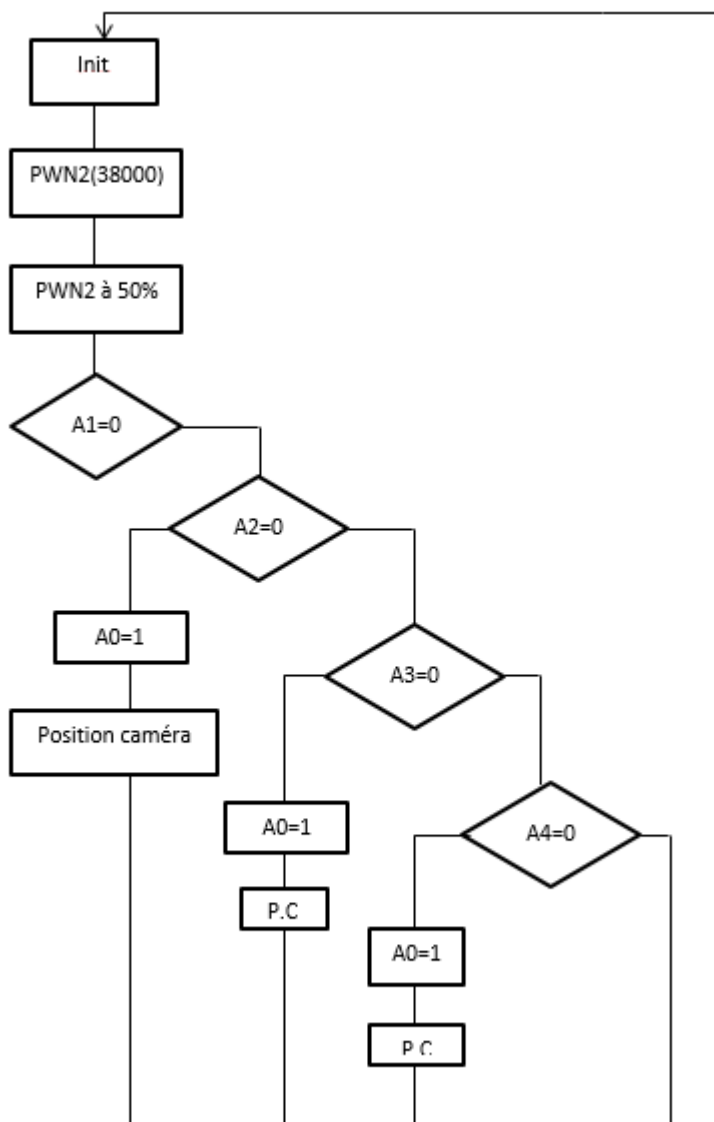 Init
PWN2(38000)
PWN2 à 50%
A1=0
A2=0
A0=1
A3=0
Position caméra
A0=1
A4=0
P.C
A0=1
P.C